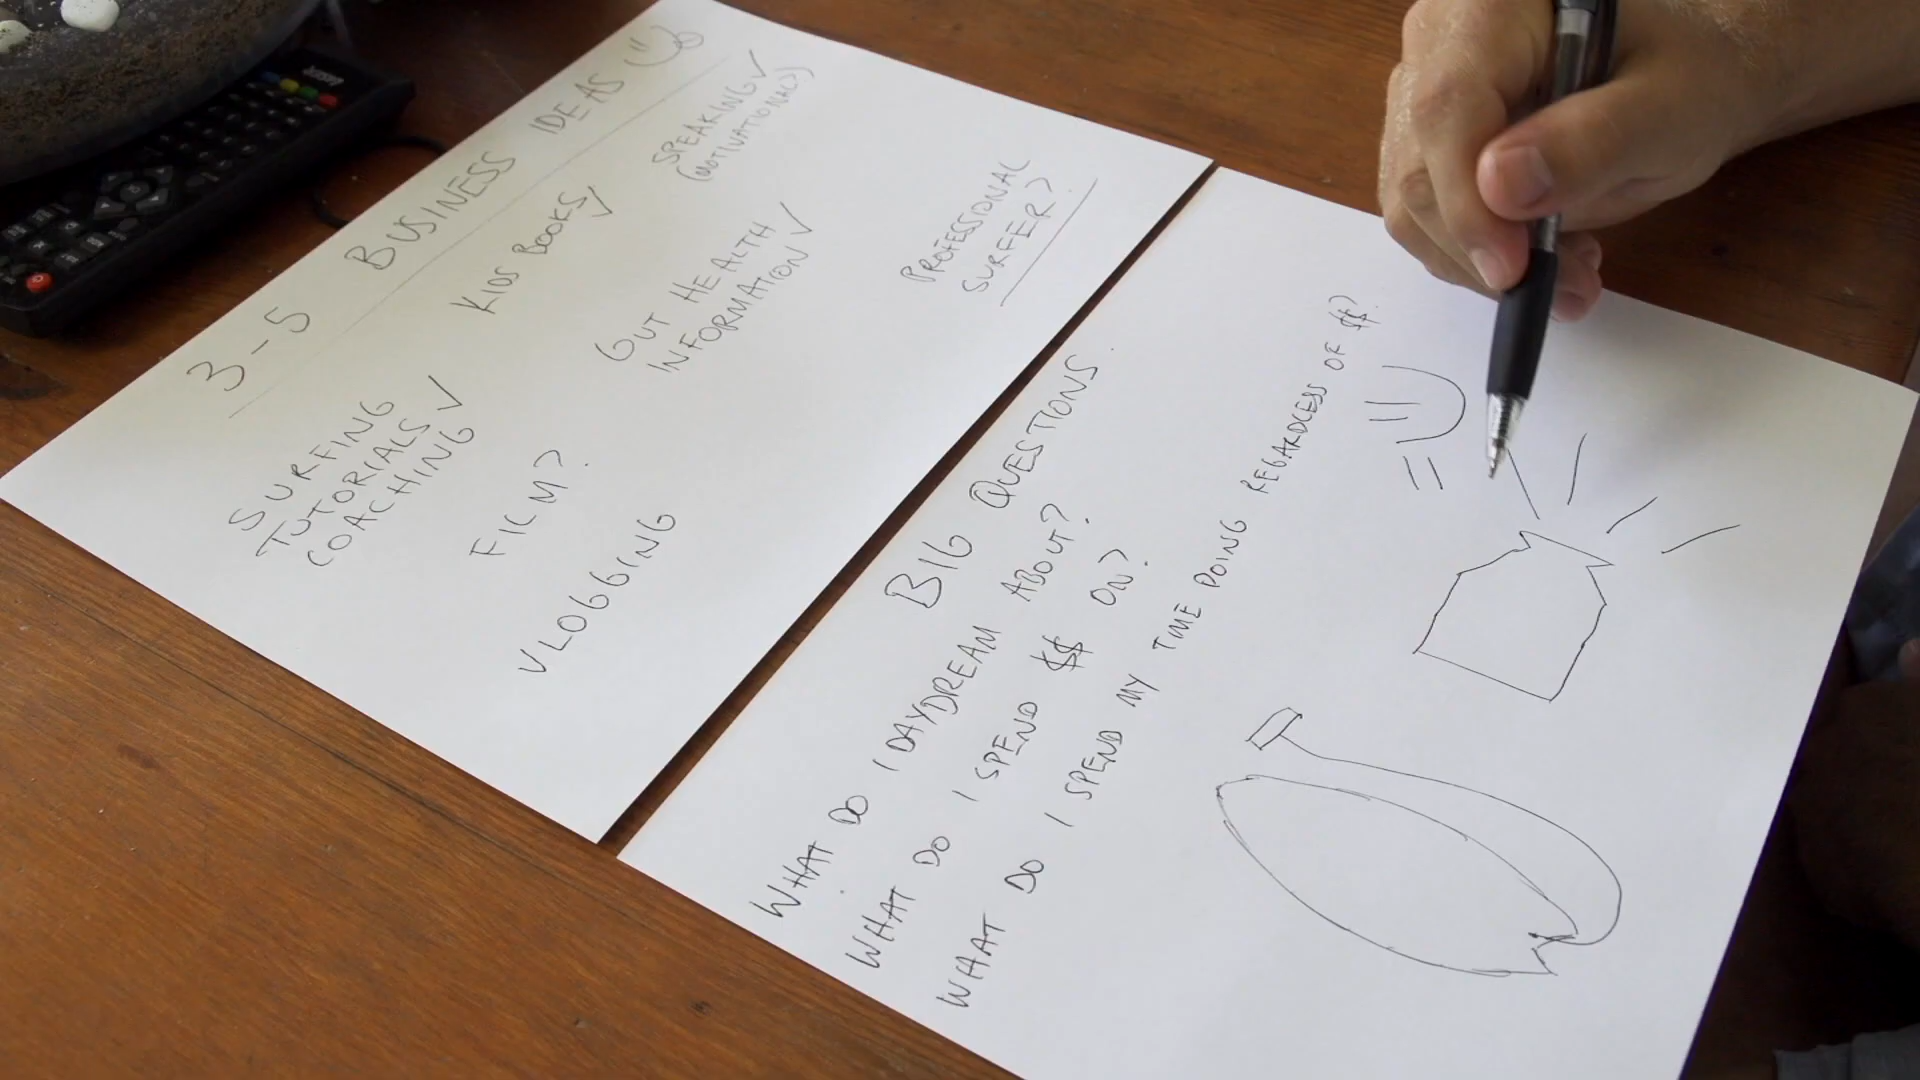 3-5 BUSINESS IDEAS
SURFING
TUTORIALS
COACHING
KIDS BOOKS
SPEAKING
(MOTIVATIONAL)
FILM?
GUT HEALTH
INFORMATION
VLOGGING
PROFESSIONAL
SURFER?
BIG QUESTIONS.
WHAT DO I DAYDREAM ABOUT?
WHAT DO I SPEND $$ ON?
WHAT DO I SPEND MY TIME DOING REGARDLESS OF $$?